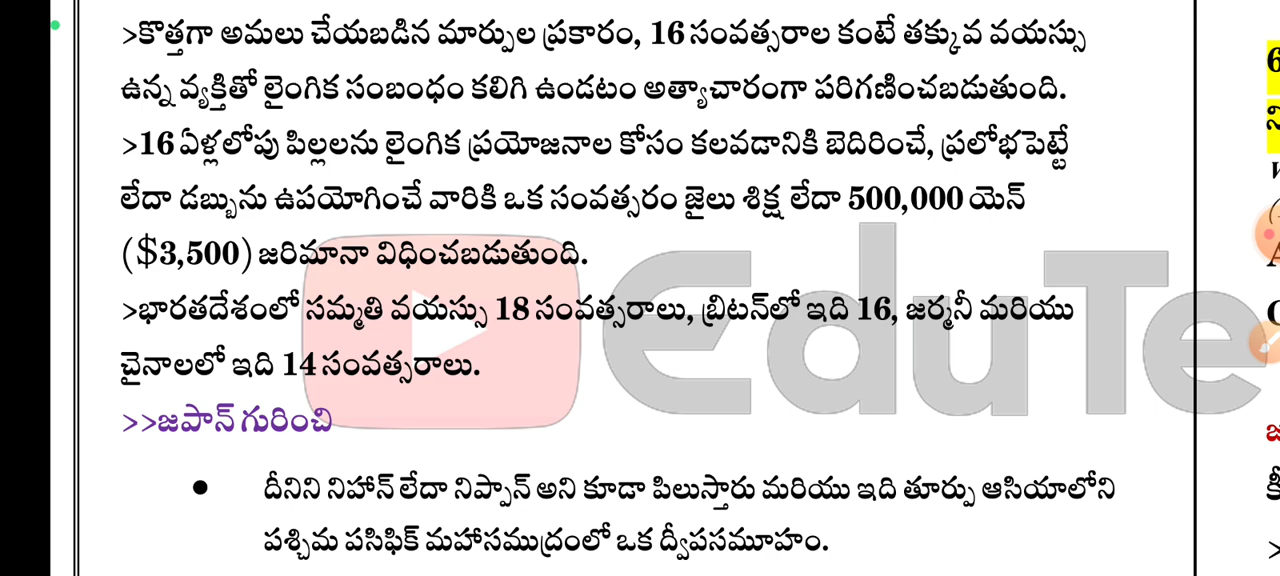 >కొత్తగా అమలు చేయబడిన మార్పుల ప్రకారం, 16 సంవత్సరాల కంటే తక్కువ వయస్సు
ఉన్న వ్యక్తితో లైంగిక సంబంధం కలిగి ఉండటం అత్యాచారంగా పరిగణించబడుతుంది.
>16 ఏళ్లలోపు పిల్లలను లైంగిక ప్రయోజనాల కోసం కలవడానికి బెదిరించే, ప్రలోభపెట్టే
లేదా డబ్బును ఉపయోగించే వారికి ఒక సంవత్సరం జైలు శిక్ష లేదా 500,000 యెన్
($3,500) జరిమానా విధించబడుతుంది.
>భారతదేశంలో సమ్మతి వయస్సు 18 సంవత్సరాలు, బ్రిటన్‌లో ఇది 16, జర్మనీ మరియు
చైనాలలో ఇది 14 సంవత్సరాలు.
>>జపాన్ గురించి
• దీనిని నిహాన్ లేదా నిప్పాన్ అని కూడా పిలుస్తారు మరియు ఇది తూర్పు ఆసియాలోని
పశ్చిమ పసిఫిక్ మహాసముద్రంలో ఒక ద్వీపసమూహం.
EduTe